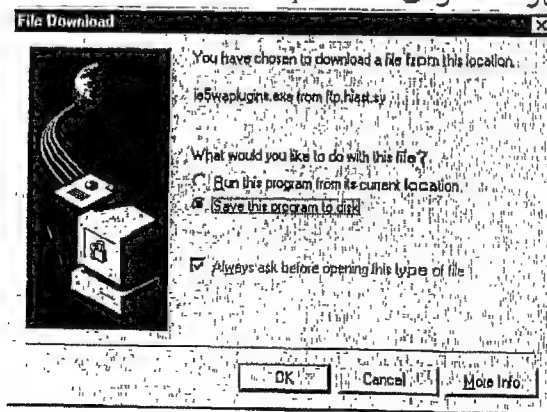 File Download
You have chosen to download a file from this location.
ie5waplugins.exe from ftp.hiast.sy
What would you like to do with this file?
Run this program from its current location
Save this program to disk
Always ask before opening this type of file
OK
Cancel
More Info